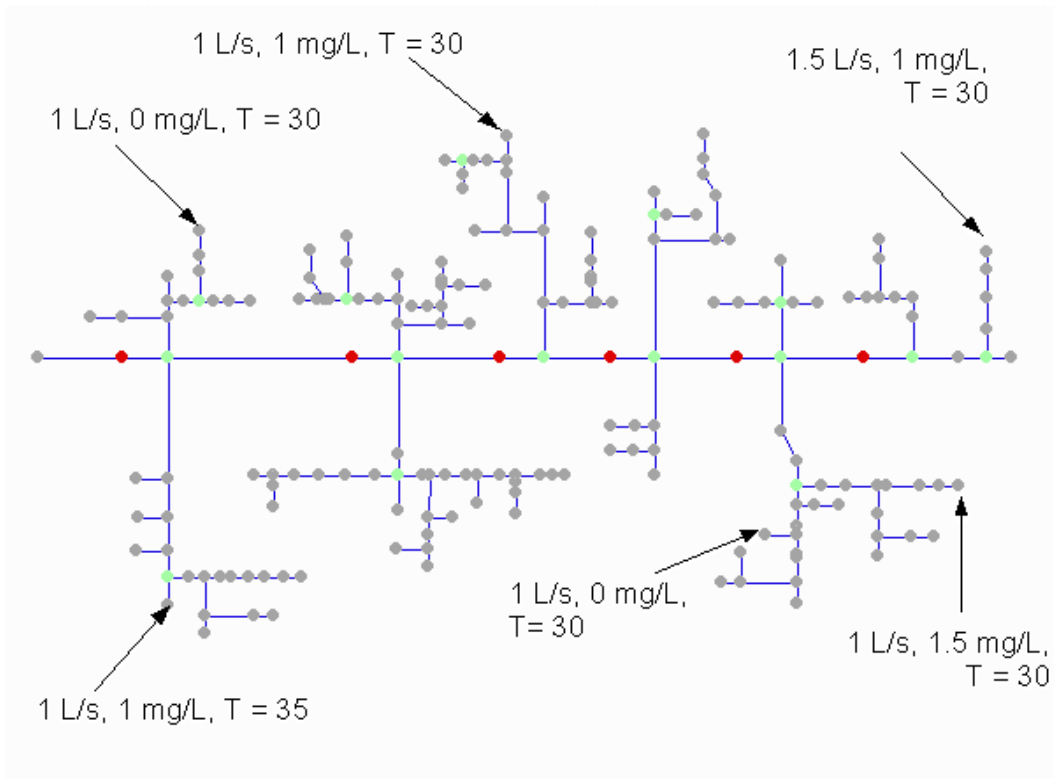 1 L/s, 1 mg/L, T = 30
1.5 L/s, 1 mg/L,
T = 30
1 L/s, 0 mg/L, T = 30
1 L/s, 0 mg/L,
T= 30
1 L/s, 1.5 mg/L,
T = 30
1 L/s, 1 mg/L, T = 35